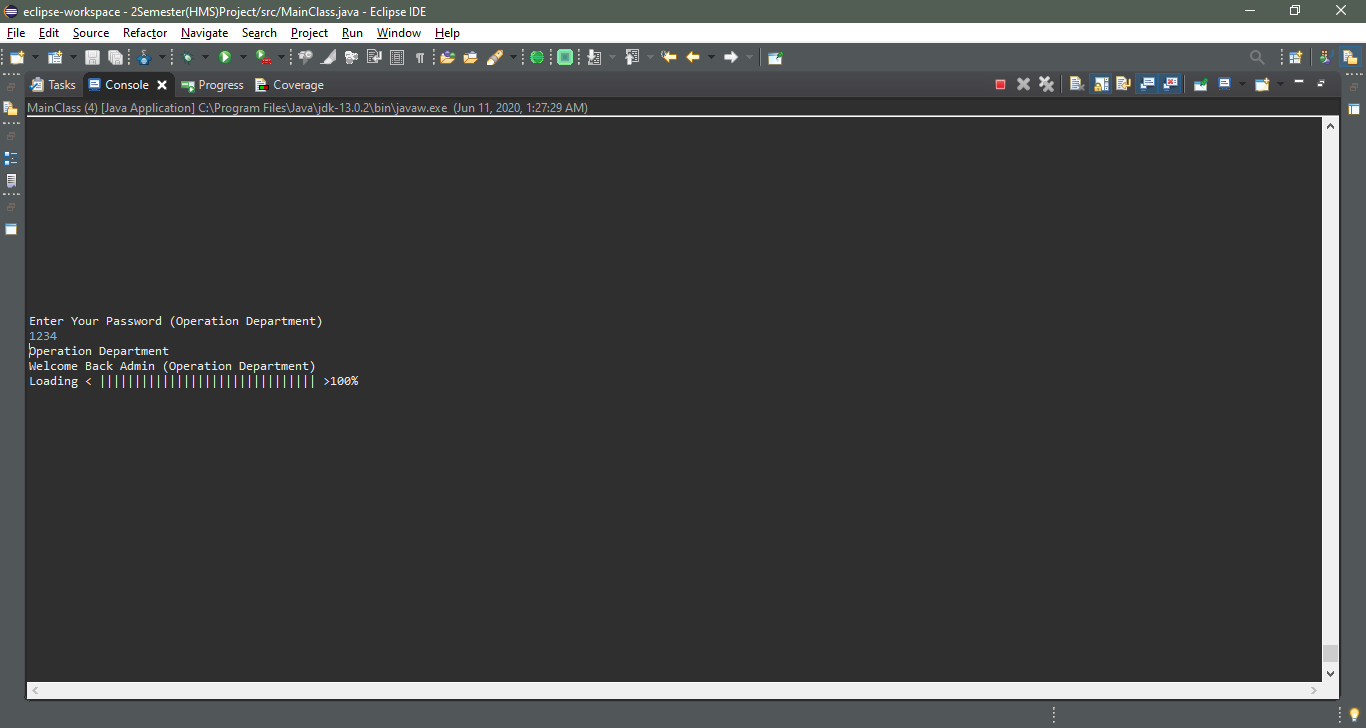 eclipse-workspace - 2Semester(HMS)Project/src/MainClass.java - Eclipse IDE
File Edit Source Refactor Navigate Search Project Run Window Help
Tasks Console Progress Coverage
MainClass (4) [Java Application] C:\Program Files\Java\jdk-13.0.2\bin\javaw.exe (Jun 11, 2020, 1:27:29 AM)
Enter Your Password (Operation Department)
1234
Operation Department
Welcome Back Admin (Operation Department)
Loading < ||||||||||||||||||||||||||||||| >100%